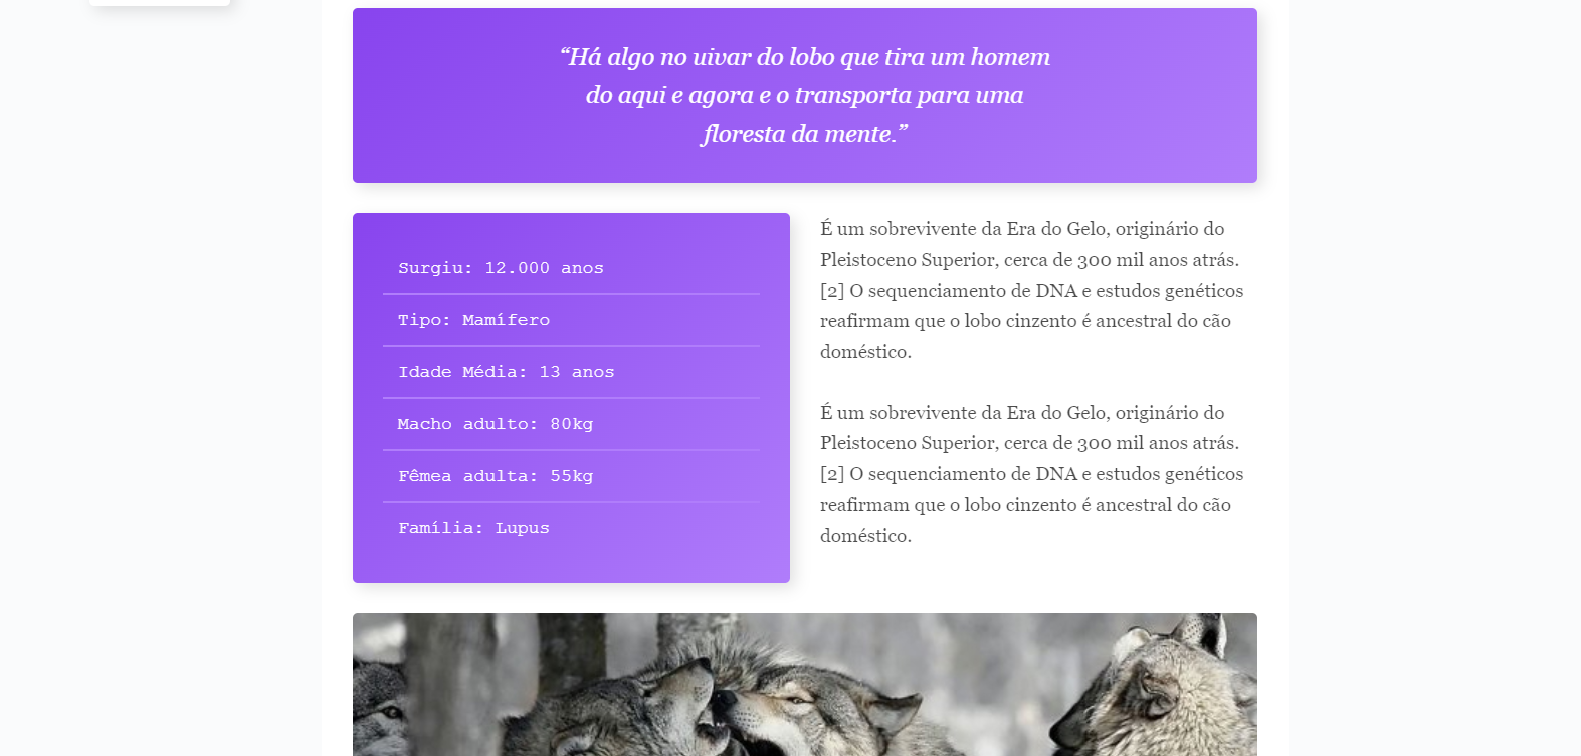 “Há algo no uivar do lobo que tira um homem
do aqui e agora e o transporta para uma
floresta da mente.”
Surgiu: 12.000 anos
Tipo: Mamífero
Idade Média: 13 anos
Macho adulto: 80kg
Fêmea adulta: 55kg
Família: Lupus
É um sobrevivente da Era do Gelo, originário do
Pleistoceno Superior, cerca de 300 mil anos atrás.
[2] O sequenciamento de DNA e estudos genéticos
reafirmam que o lobo cinzento é ancestral do cão
doméstico.
É um sobrevivente da Era do Gelo, originário do
Pleistoceno Superior, cerca de 300 mil anos atrás.
[2] O sequenciamento de DNA e estudos genéticos
reafirmam que o lobo cinzento é ancestral do cão
doméstico.